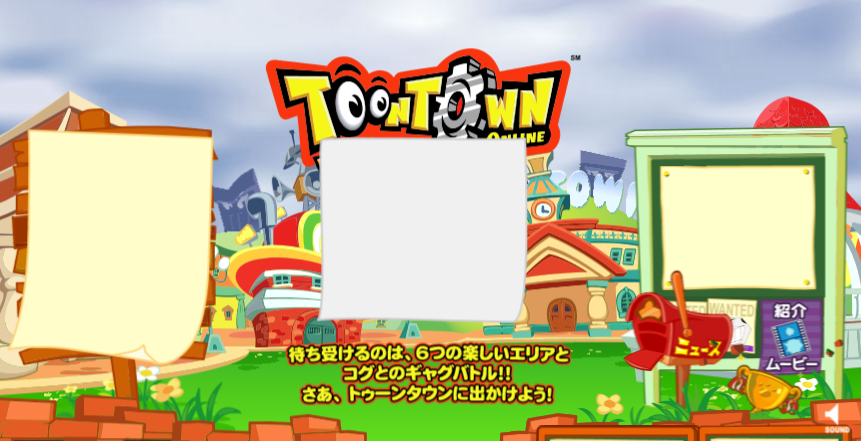 TOONTOWN
ONLINE
SM
TOWN
WANTED
紹介
ムービー
ニュース
待ち受けるのは、6つの楽しいエリアと
コグとのギャグバトル!!
さあ、トゥーンタウンに出かけよう!
SOUND